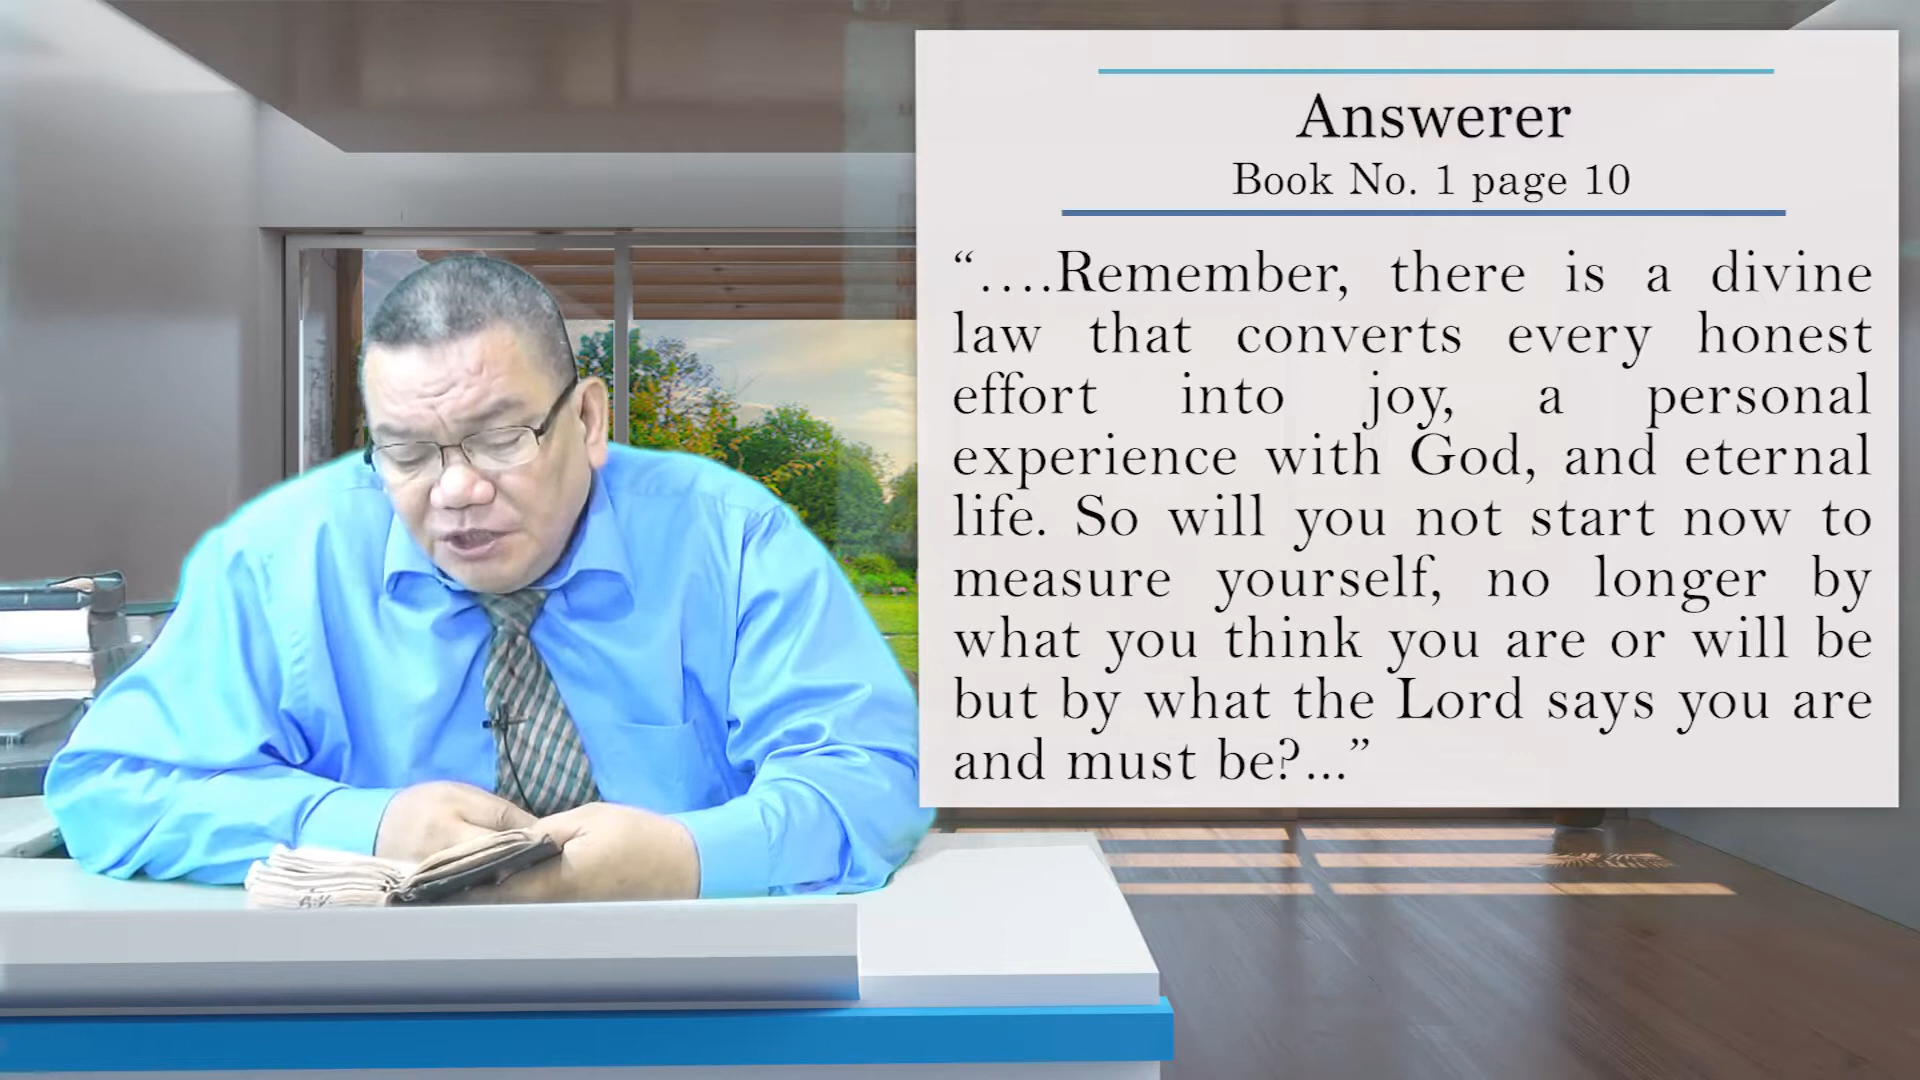 Answerer
Book No. 1 page 10
“....Remember, there is a divine
law that converts every honest
effort into joy, a personal
experience with God, and eternal
life. So will you not start now to
measure yourself, no longer by
what you think you are or will be
but by what the Lord says you are
and must be?...”